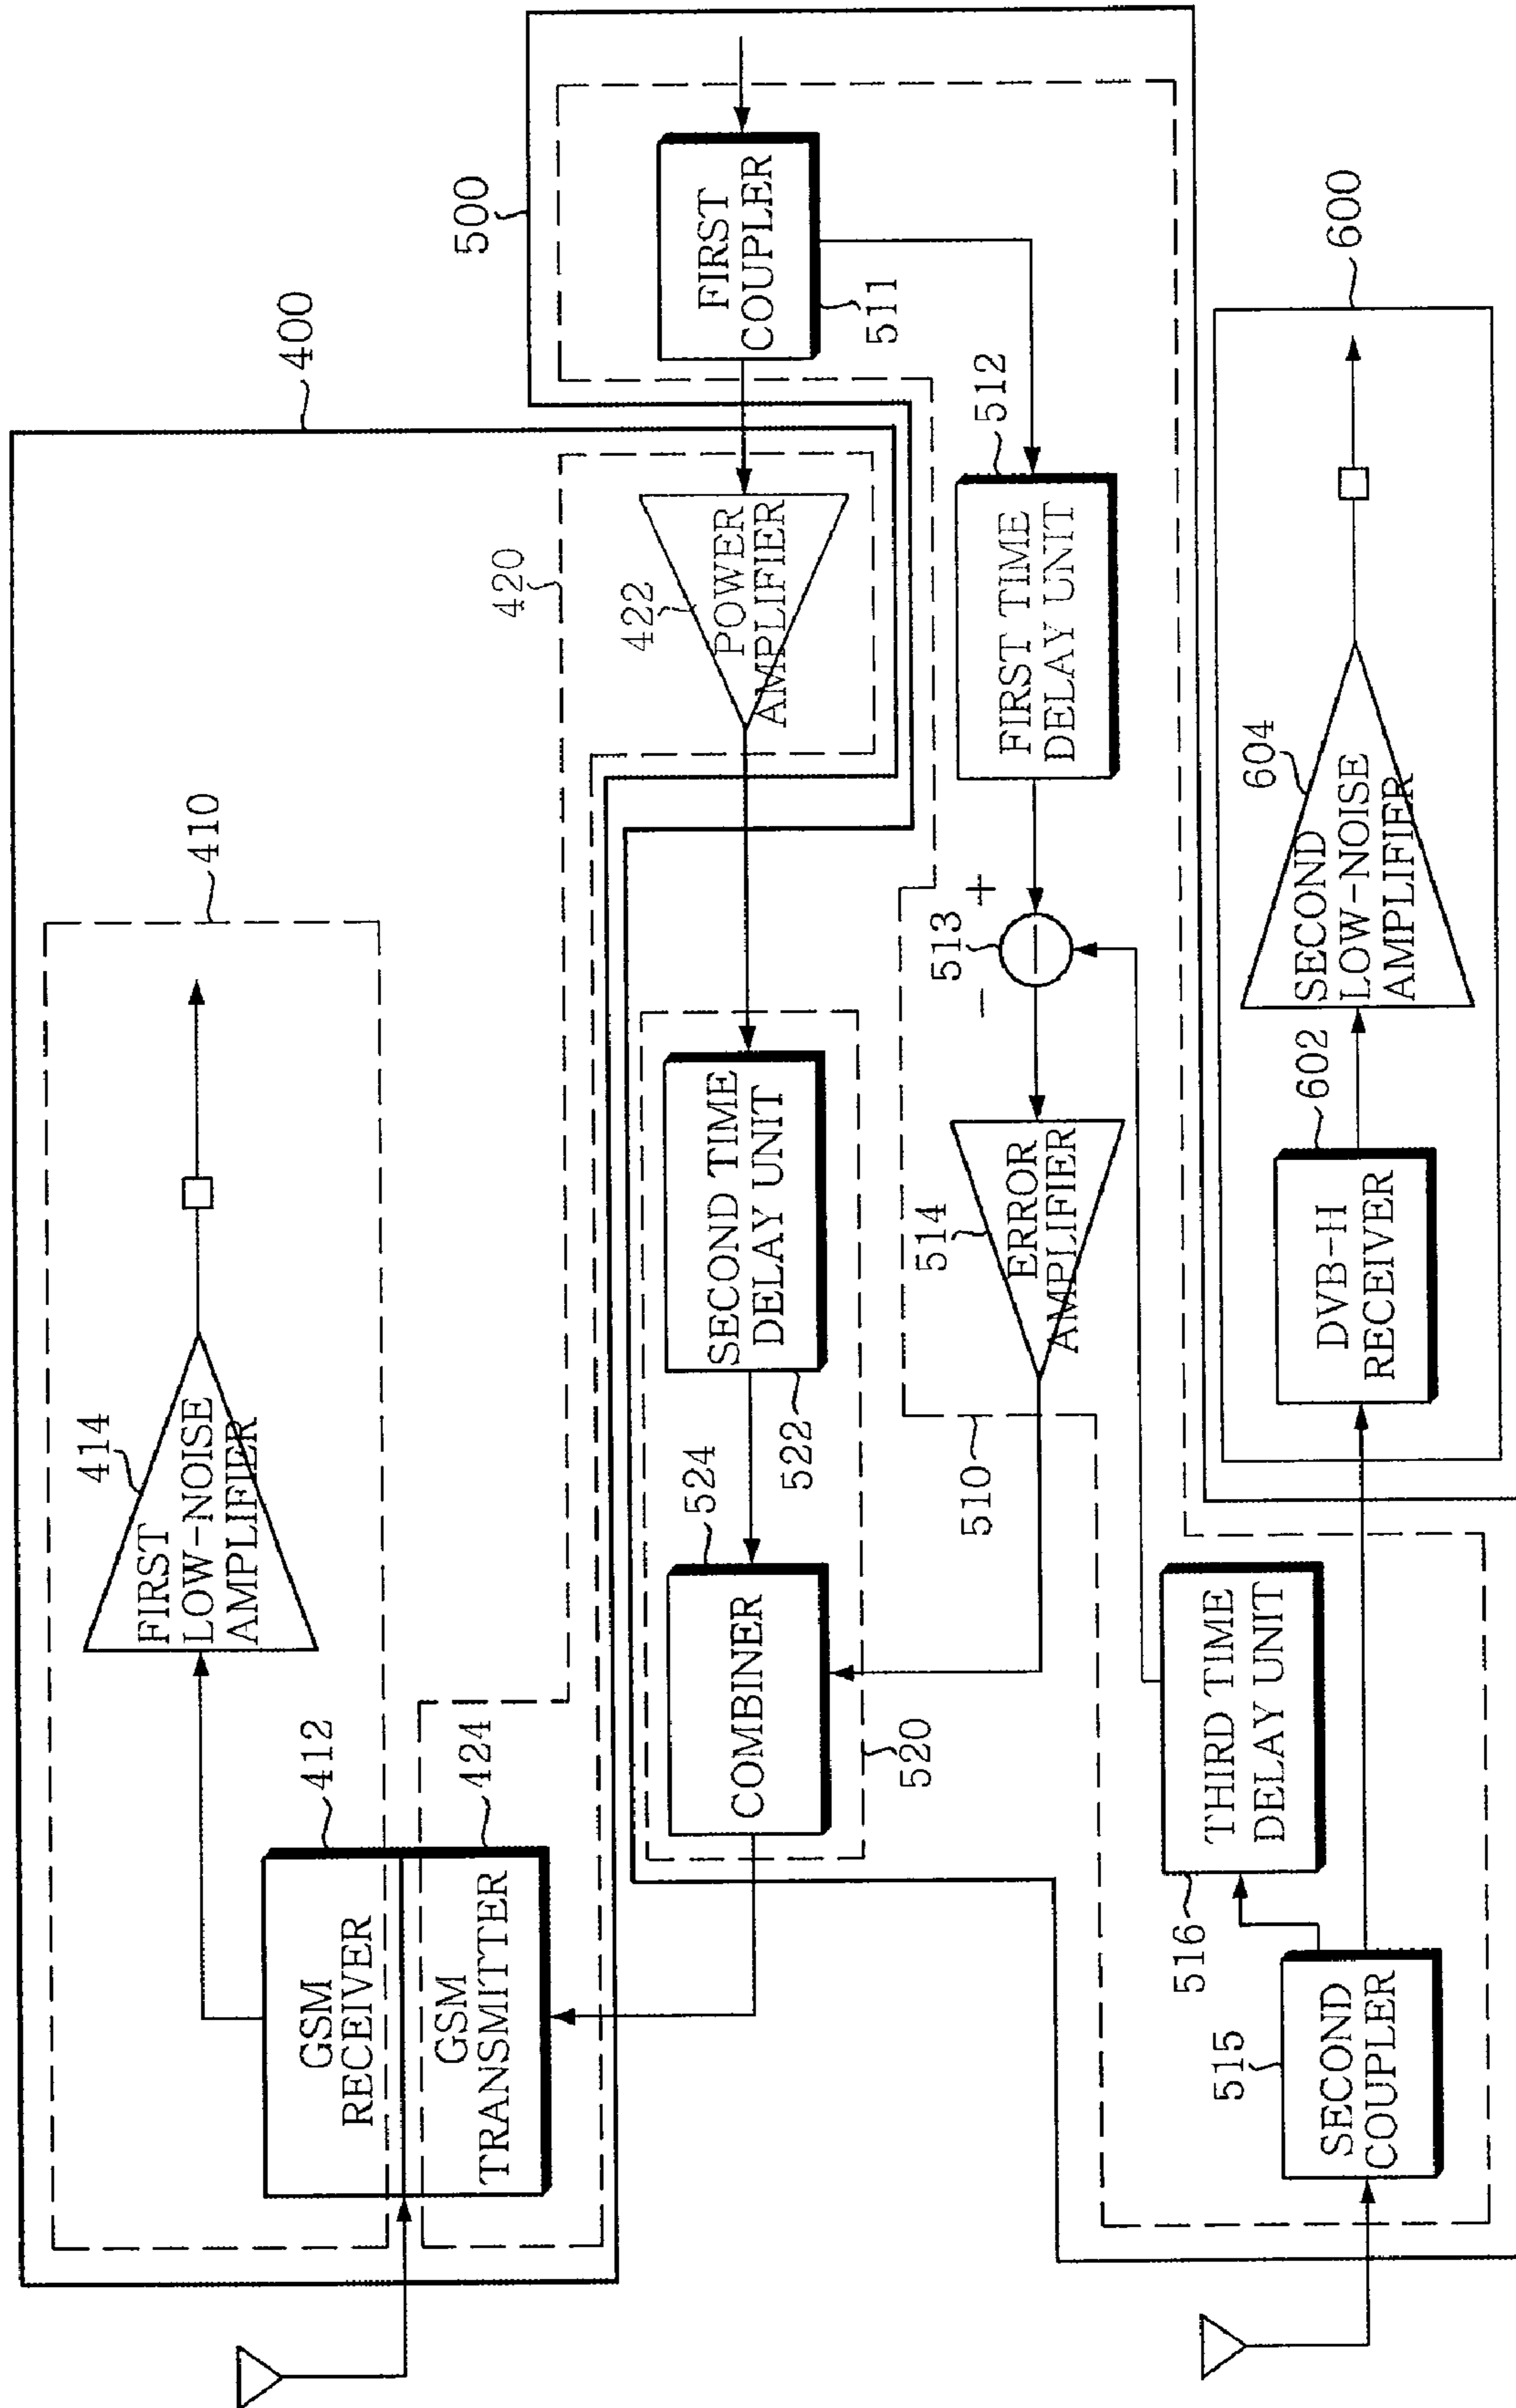 400
410
414
FIRST
LOW-NOISE
AMPLIFIER
412
GSM
RECEIVER
424
GSM
TRANSMITTER
420
422
POWER
AMPLIFIER
500
FIRST
COUPLER
511
512
FIRST TIME
DELAY UNIT
513
+
-
514
ERROR
AMPLIFIER
510
SECOND TIME
DELAY UNIT
522
524
COMBINER
520
THIRD TIME
DELAY UNIT
516
515
SECOND
COUPLER
600
604
SECOND
LOW-NOISE
AMPLIFIER
602
DVB-H
RECEIVER